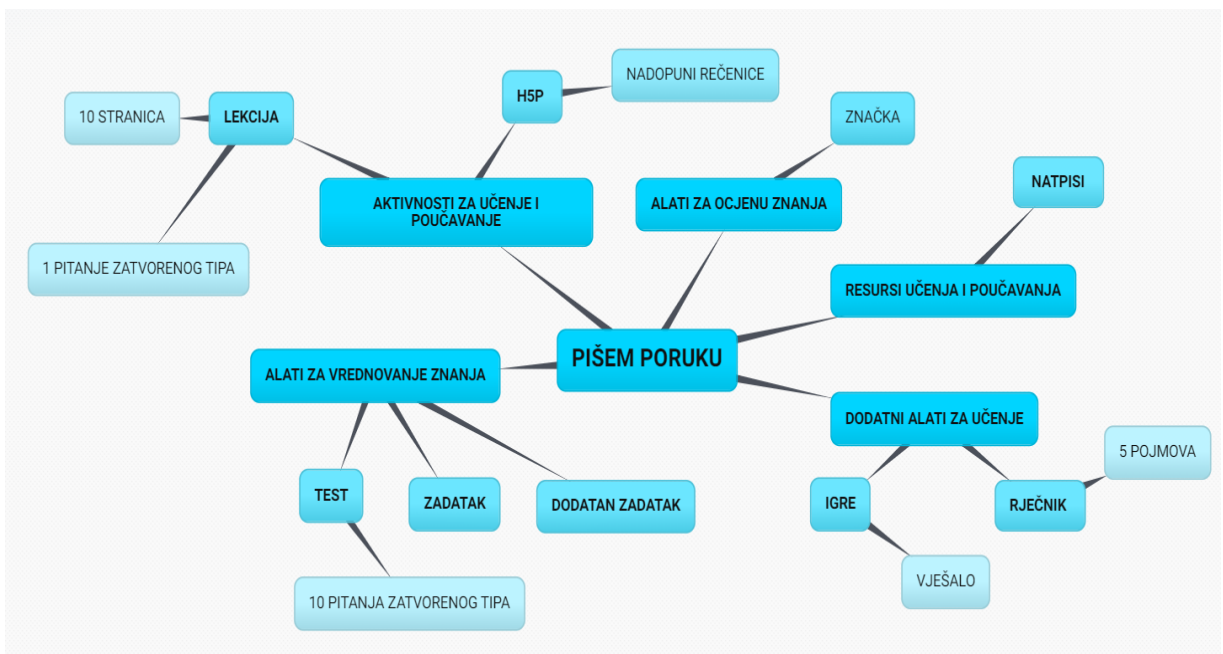 NADOPUNI REČENICE
H5P
10 STRANICA
LEKCIJA
ZNAČKA
NATPISI
AKTIVNOSTI ZA UČENJE I
POUČAVANJE
ALATI ZA OCJENU ZNANJA
1 PITANJE ZATVORENOG TIPA
RESURSI UČENJA I POUČAVANJA
PIŠEM PORUKU
ALATI ZA VREDNOVANJE ZNANJA
DODATNI ALATI ZA UČENJE
5 POJMOVA
TEST
ZADATAK
DODATAN ZADATAK
IGRE
RJEČNIK
VJEŠALO
10 PITANJA ZATVORENOG TIPA